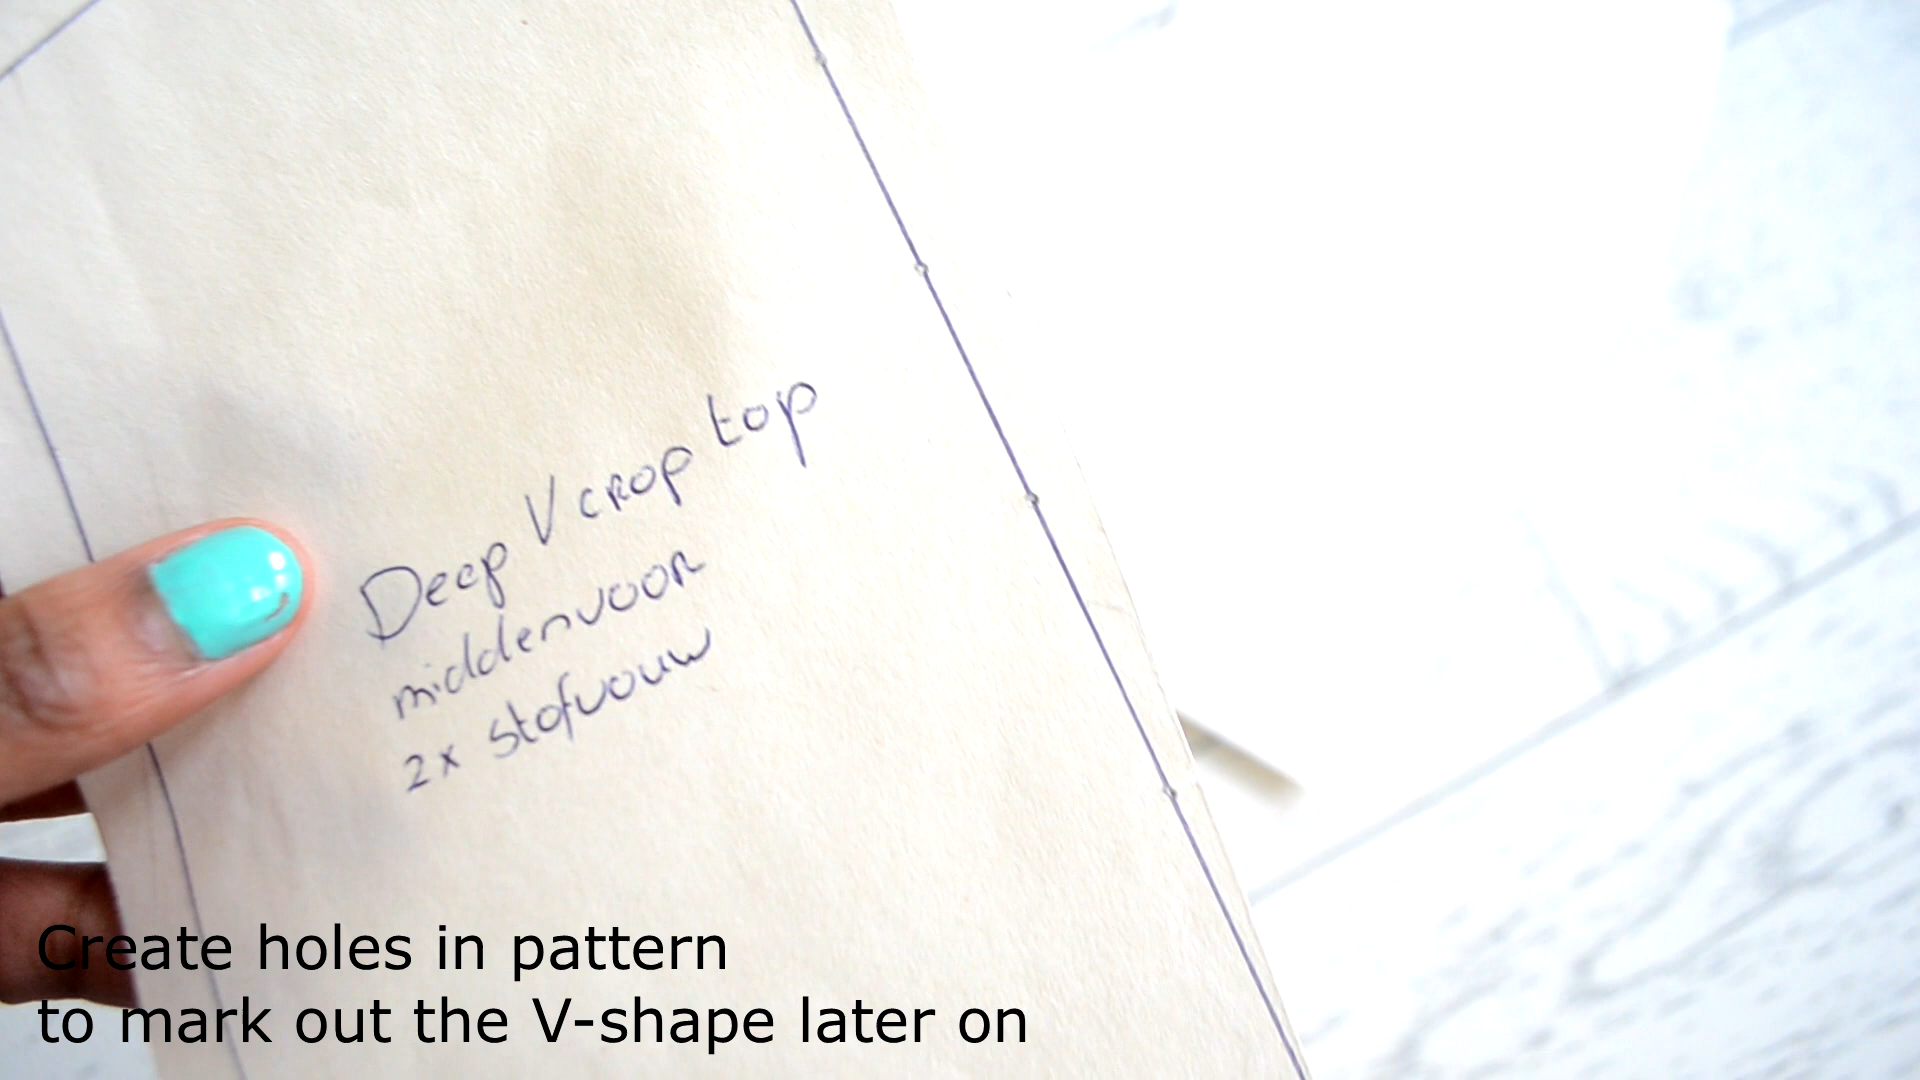 Deep V crop top
middenvoor
2x stofvouw
Create holes in pattern
to mark out the V-shape later on